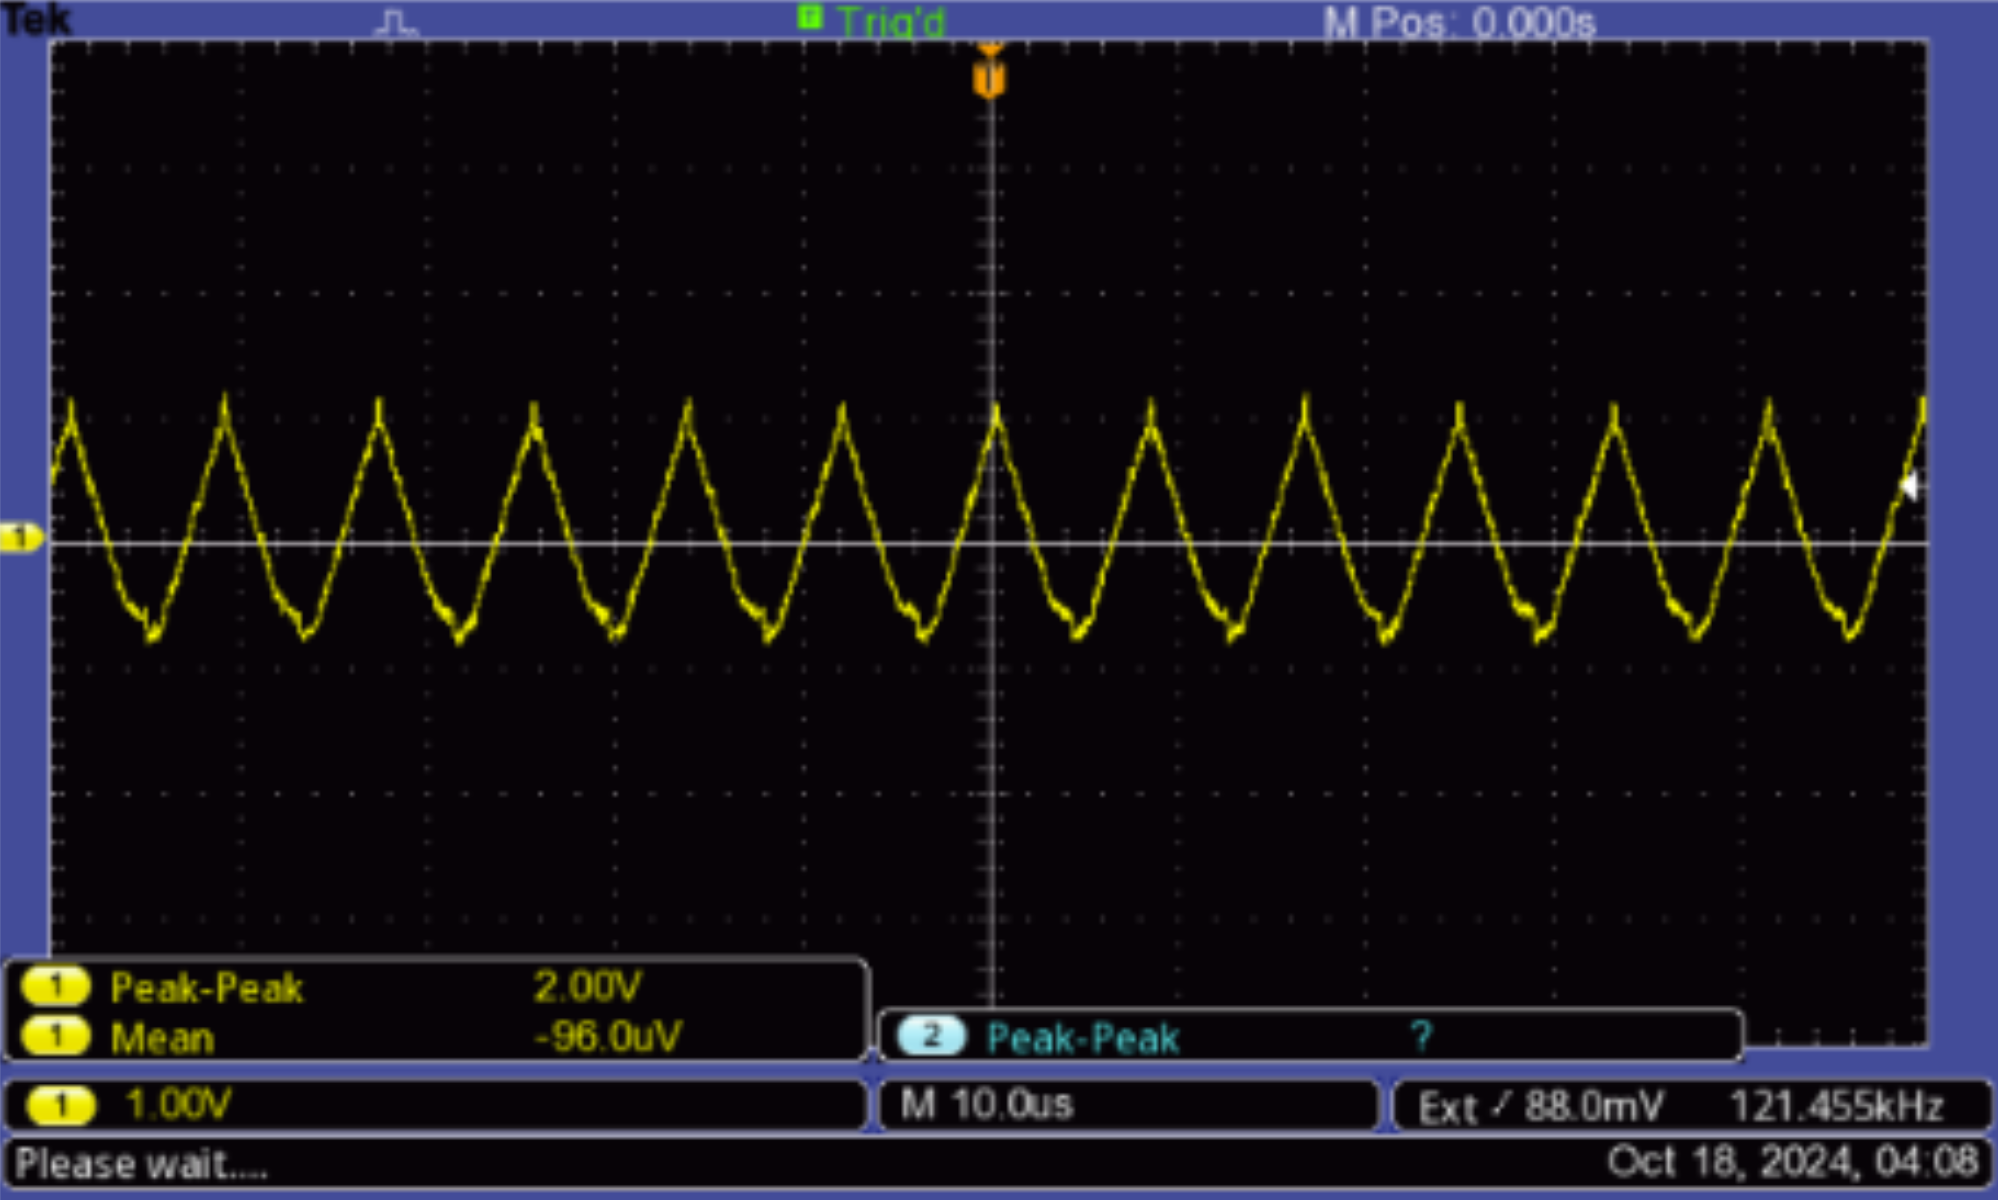 Tek T Trig'd M Pos: 0.000s
T
1
1 Peak-Peak 2.00V
1 Mean -96.0uV
2 Peak-Peak ?
1 1.00V M 10.0us Ext / 88.0mV 121.455kHz
Please wait.... Oct 18, 2024, 04:08